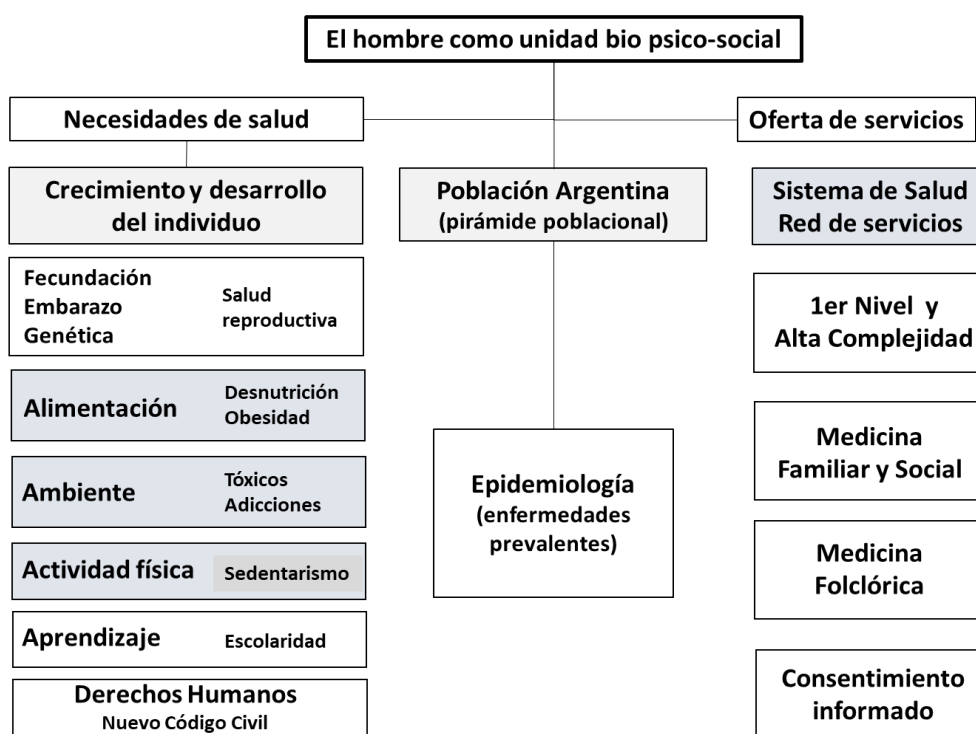 El hombre como unidad bio psico-social
Necesidades de salud
Oferta de servicios
Crecimiento y desarrollo
del individuo
Población Argentina
(pirámide poblacional)
Sistema de Salud
Red de servicios
Fecundación
Embarazo
Genética
Salud
reproductiva
1er Nivel y
Alta Complejidad
Alimentación
Desnutrición
Obesidad
Medicina
Familiar y Social
Ambiente
Tóxicos
Adicciones
Epidemiología
(enfermedades
prevalentes)
Actividad física
Sedentarismo
Medicina
Folclórica
Aprendizaje
Escolaridad
Derechos Humanos
Nuevo Código Civil
Consentimiento
informado